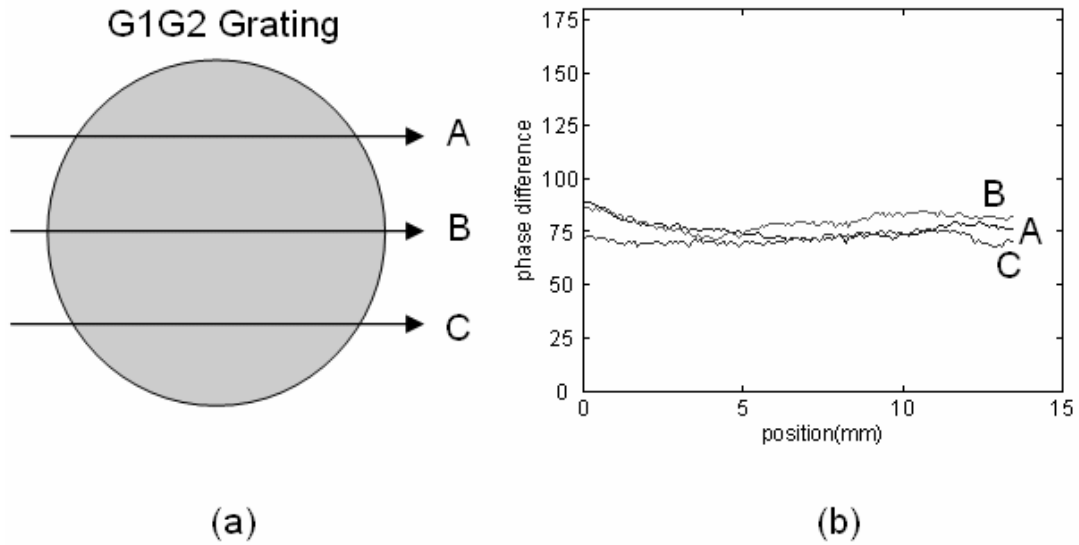 G1G2 Grating
A
B
C
(a)
175
150
125
100
75
50
25
0
phase difference
0
5
10
15
position(mm)
B
A
C
(b)